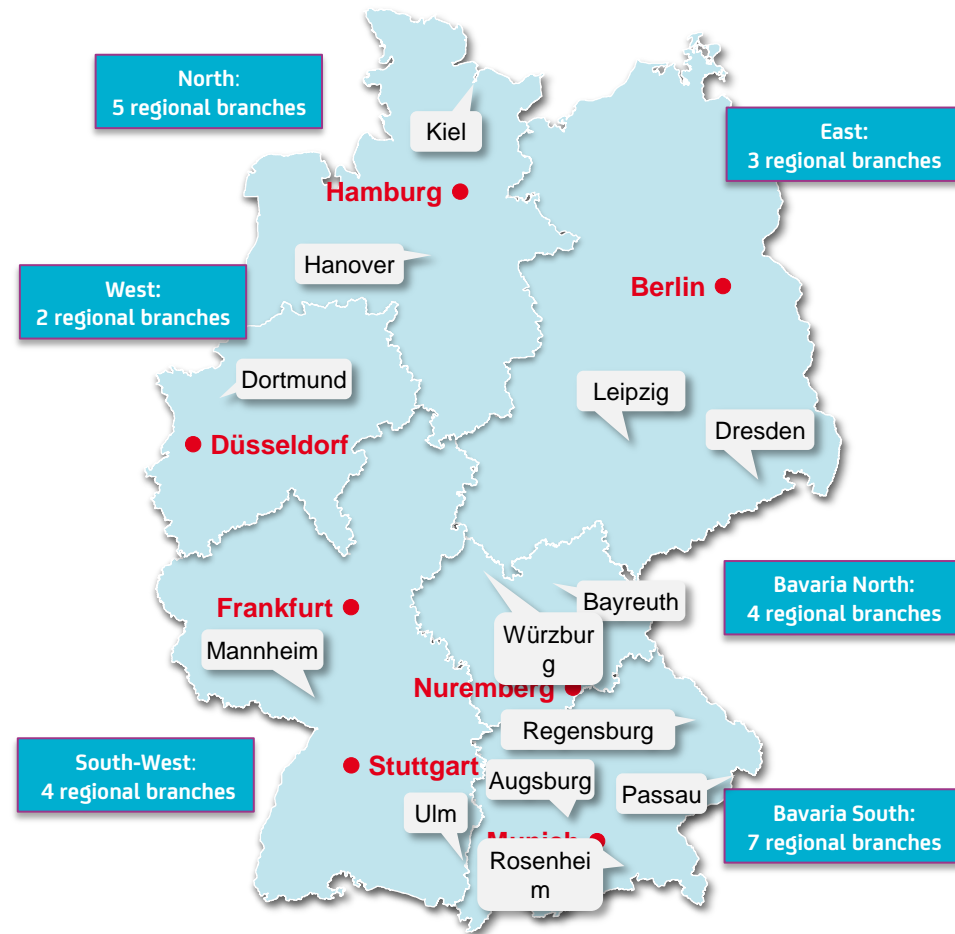 North:
5 regional branches
Kiel
East:
3 regional branches
Hamburg
Hanover
West:
2 regional branches
Berlin
Dortmund
Leipzig
Dresden
Düsseldorf
Bavaria North:
4 regional branches
Bayreuth
Frankfurt
Würzbur
g
Mannheim
Nuremberg
Regensburg
South-West:
4 regional branches
Stuttgart
Augsburg
Passau
Ulm
Bavaria South:
7 regional branches
Munich
Rosenhei
m